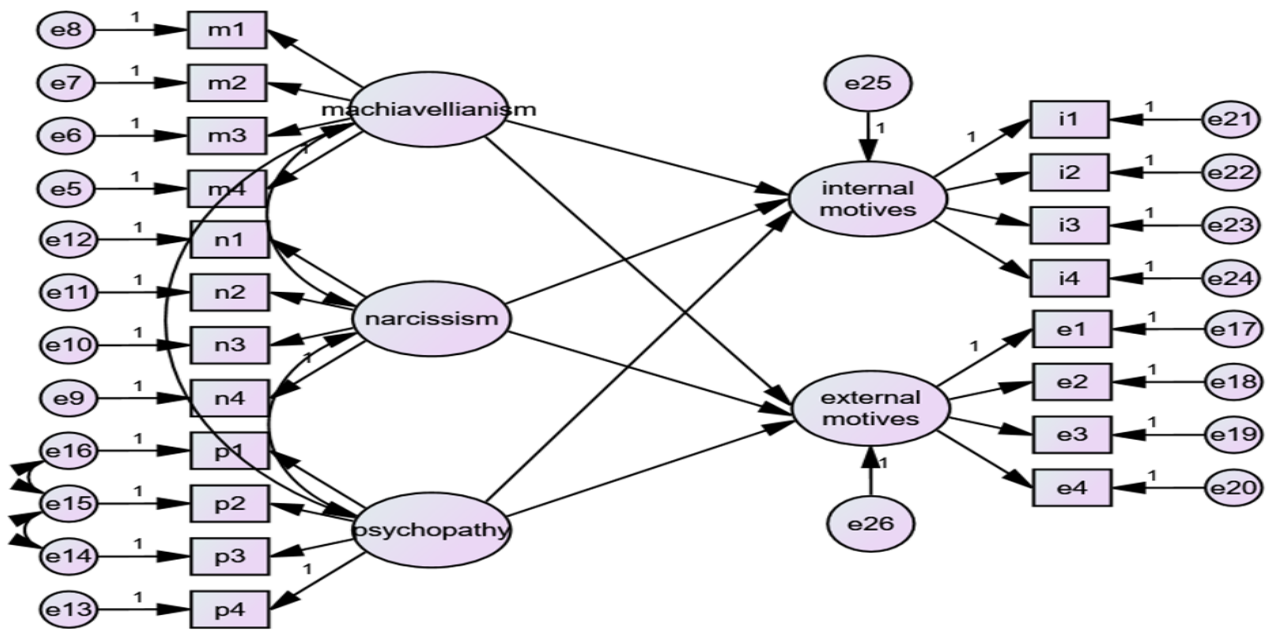 e8
1
m1
e7
1
m2
e6
1
m3
e5
1
m4
e12
1
n1
e11
1
n2
e10
1
n3
e9
1
n4
e16
1
p1
e15
1
p2
e14
1
p3
e13
1
p4
machiavellianism
1
narcissism
1
psychopathy
1
e25
1
internal
motives
external
motives
1
e26
1
i1
1
e21
i2
1
e22
i3
1
e23
i4
1
e24
1
e1
1
e17
e2
1
e18
e3
1
e19
e4
1
e20